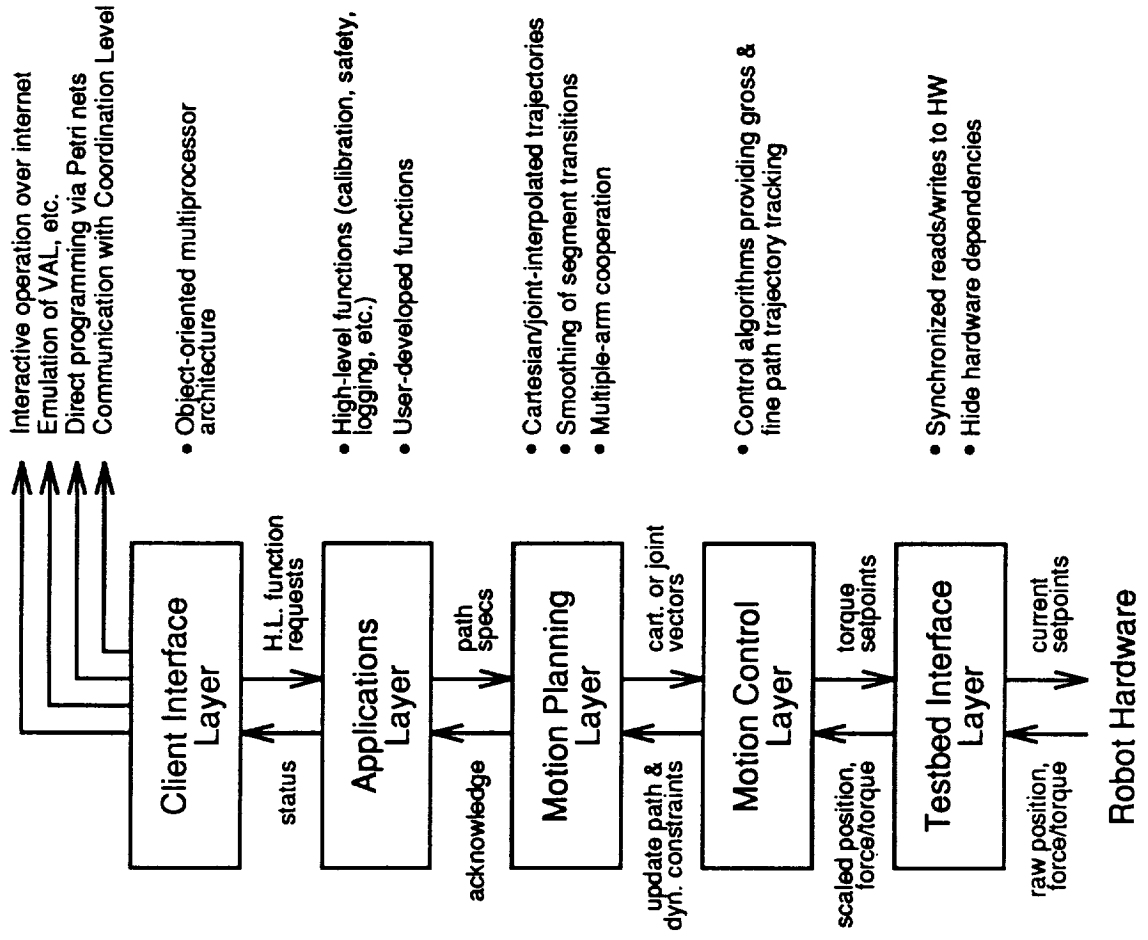 Interactive operation over internet
Emulation of VAL, etc.
Direct programming via Petri nets
Communication with Coordination Level
Client Interface
Layer
• Object-oriented multiprocessor
architecture
status
H.L. function
requests
Applications
Layer
• High-level functions (calibration, safety,
logging, etc.)
• User-developed functions
acknowledge
path
specs
Motion Planning
Layer
• Cartesian/joint-interpolated trajectories
• Smoothing of segment transitions
• Multiple-arm cooperation
update path &
dyn. constraints
cart. or joint
vectors
Motion Control
Layer
• Control algorithms providing gross &
fine path trajectory tracking
scaled position,
force/torque
torque
setpoints
Testbed Interface
Layer
• Synchronized reads/writes to HW
• Hide hardware dependencies
raw position,
force/torque
current
setpoints
Robot Hardware